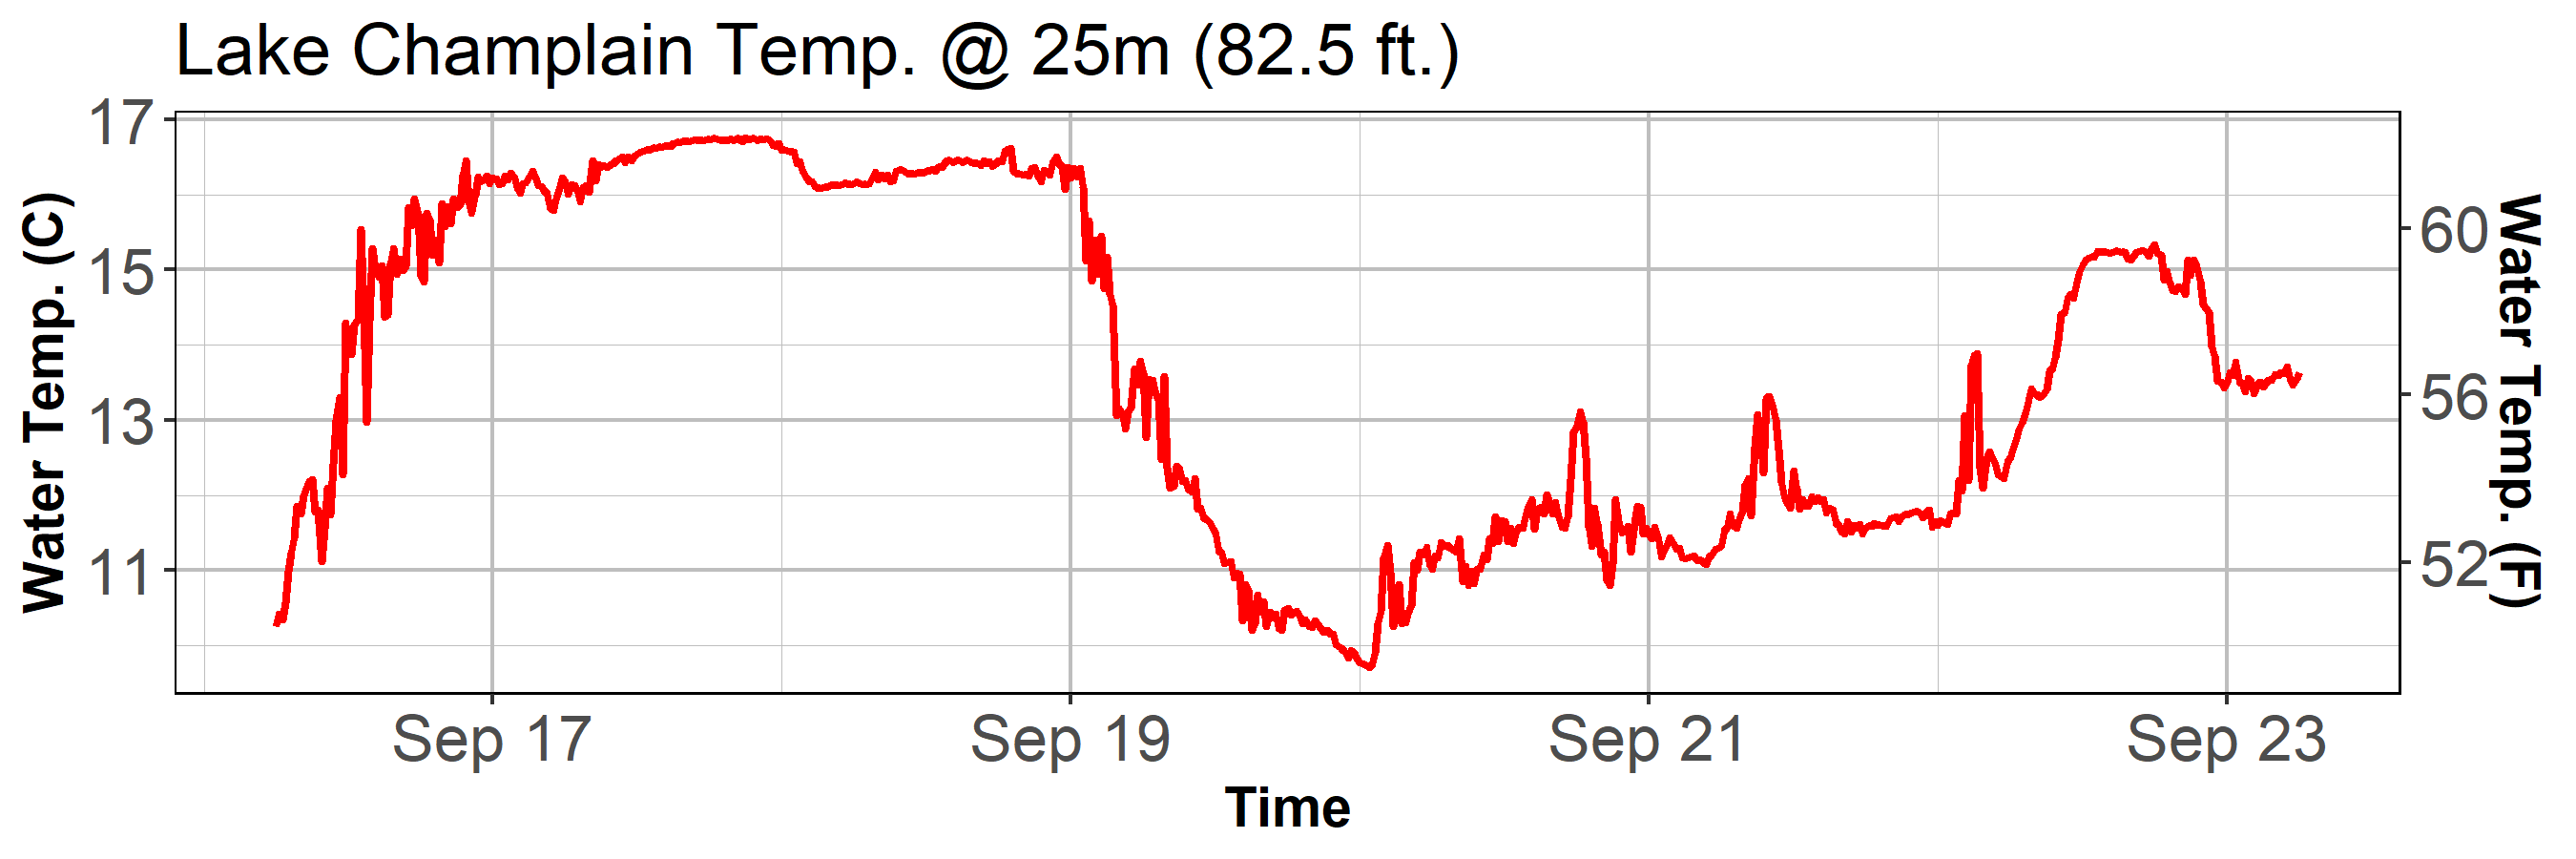 Lake Champlain Temp. @ 25m (82.5 ft.)
Water Temp. (C)
17
15
13
11
60
56
52
Water Temp. (F)
Sep 17
Sep 19
Sep 21
Sep 23
Time